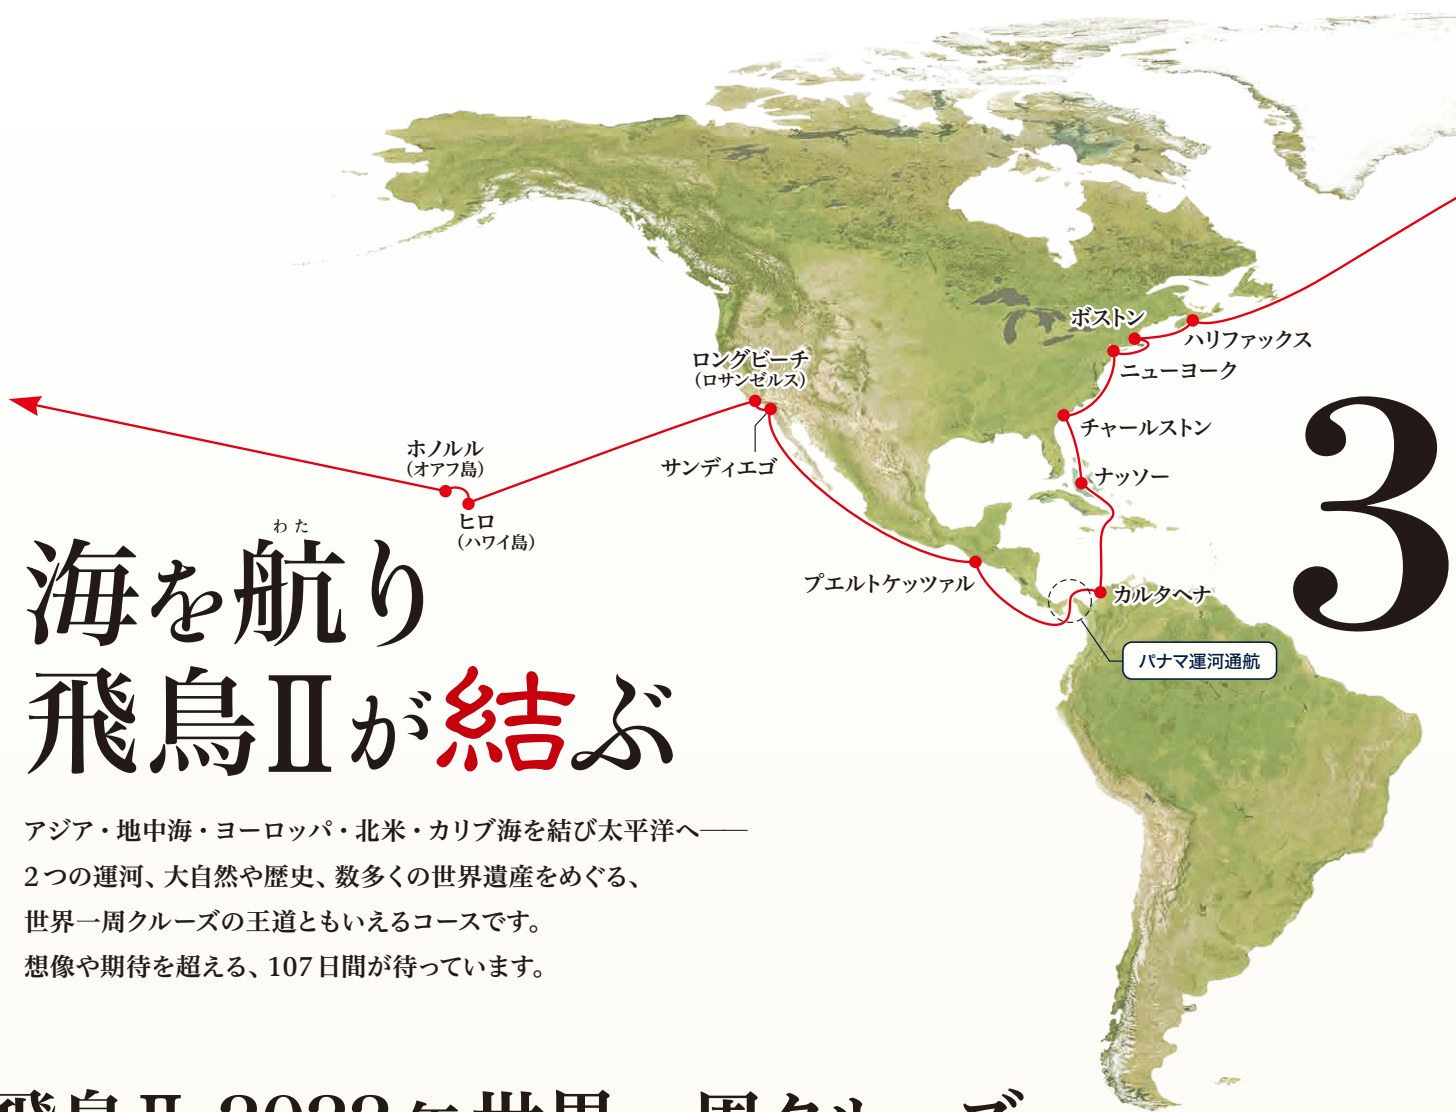 ボストン
ハリファックス
ニューヨーク
ロングビーチ
（ロサンゼルス）
チャールストン
サンディエゴ
ナッソー
ホノルル
（オアフ島）
ヒロ
（ハワイ島）
プエルトケッツァル
カルタヘナ
パナマ運河通航
3
わた
海を航り
飛鳥Ⅱが結ぶ
アジア・地中海・ヨーロッパ・北米・カリブ海を結び太平洋へ――
2つの運河、大自然や歴史、数多くの世界遺産をめぐる、
世界一周クルーズの王道ともいえるコースです。
想像や期待を超える、107日間が待っています。